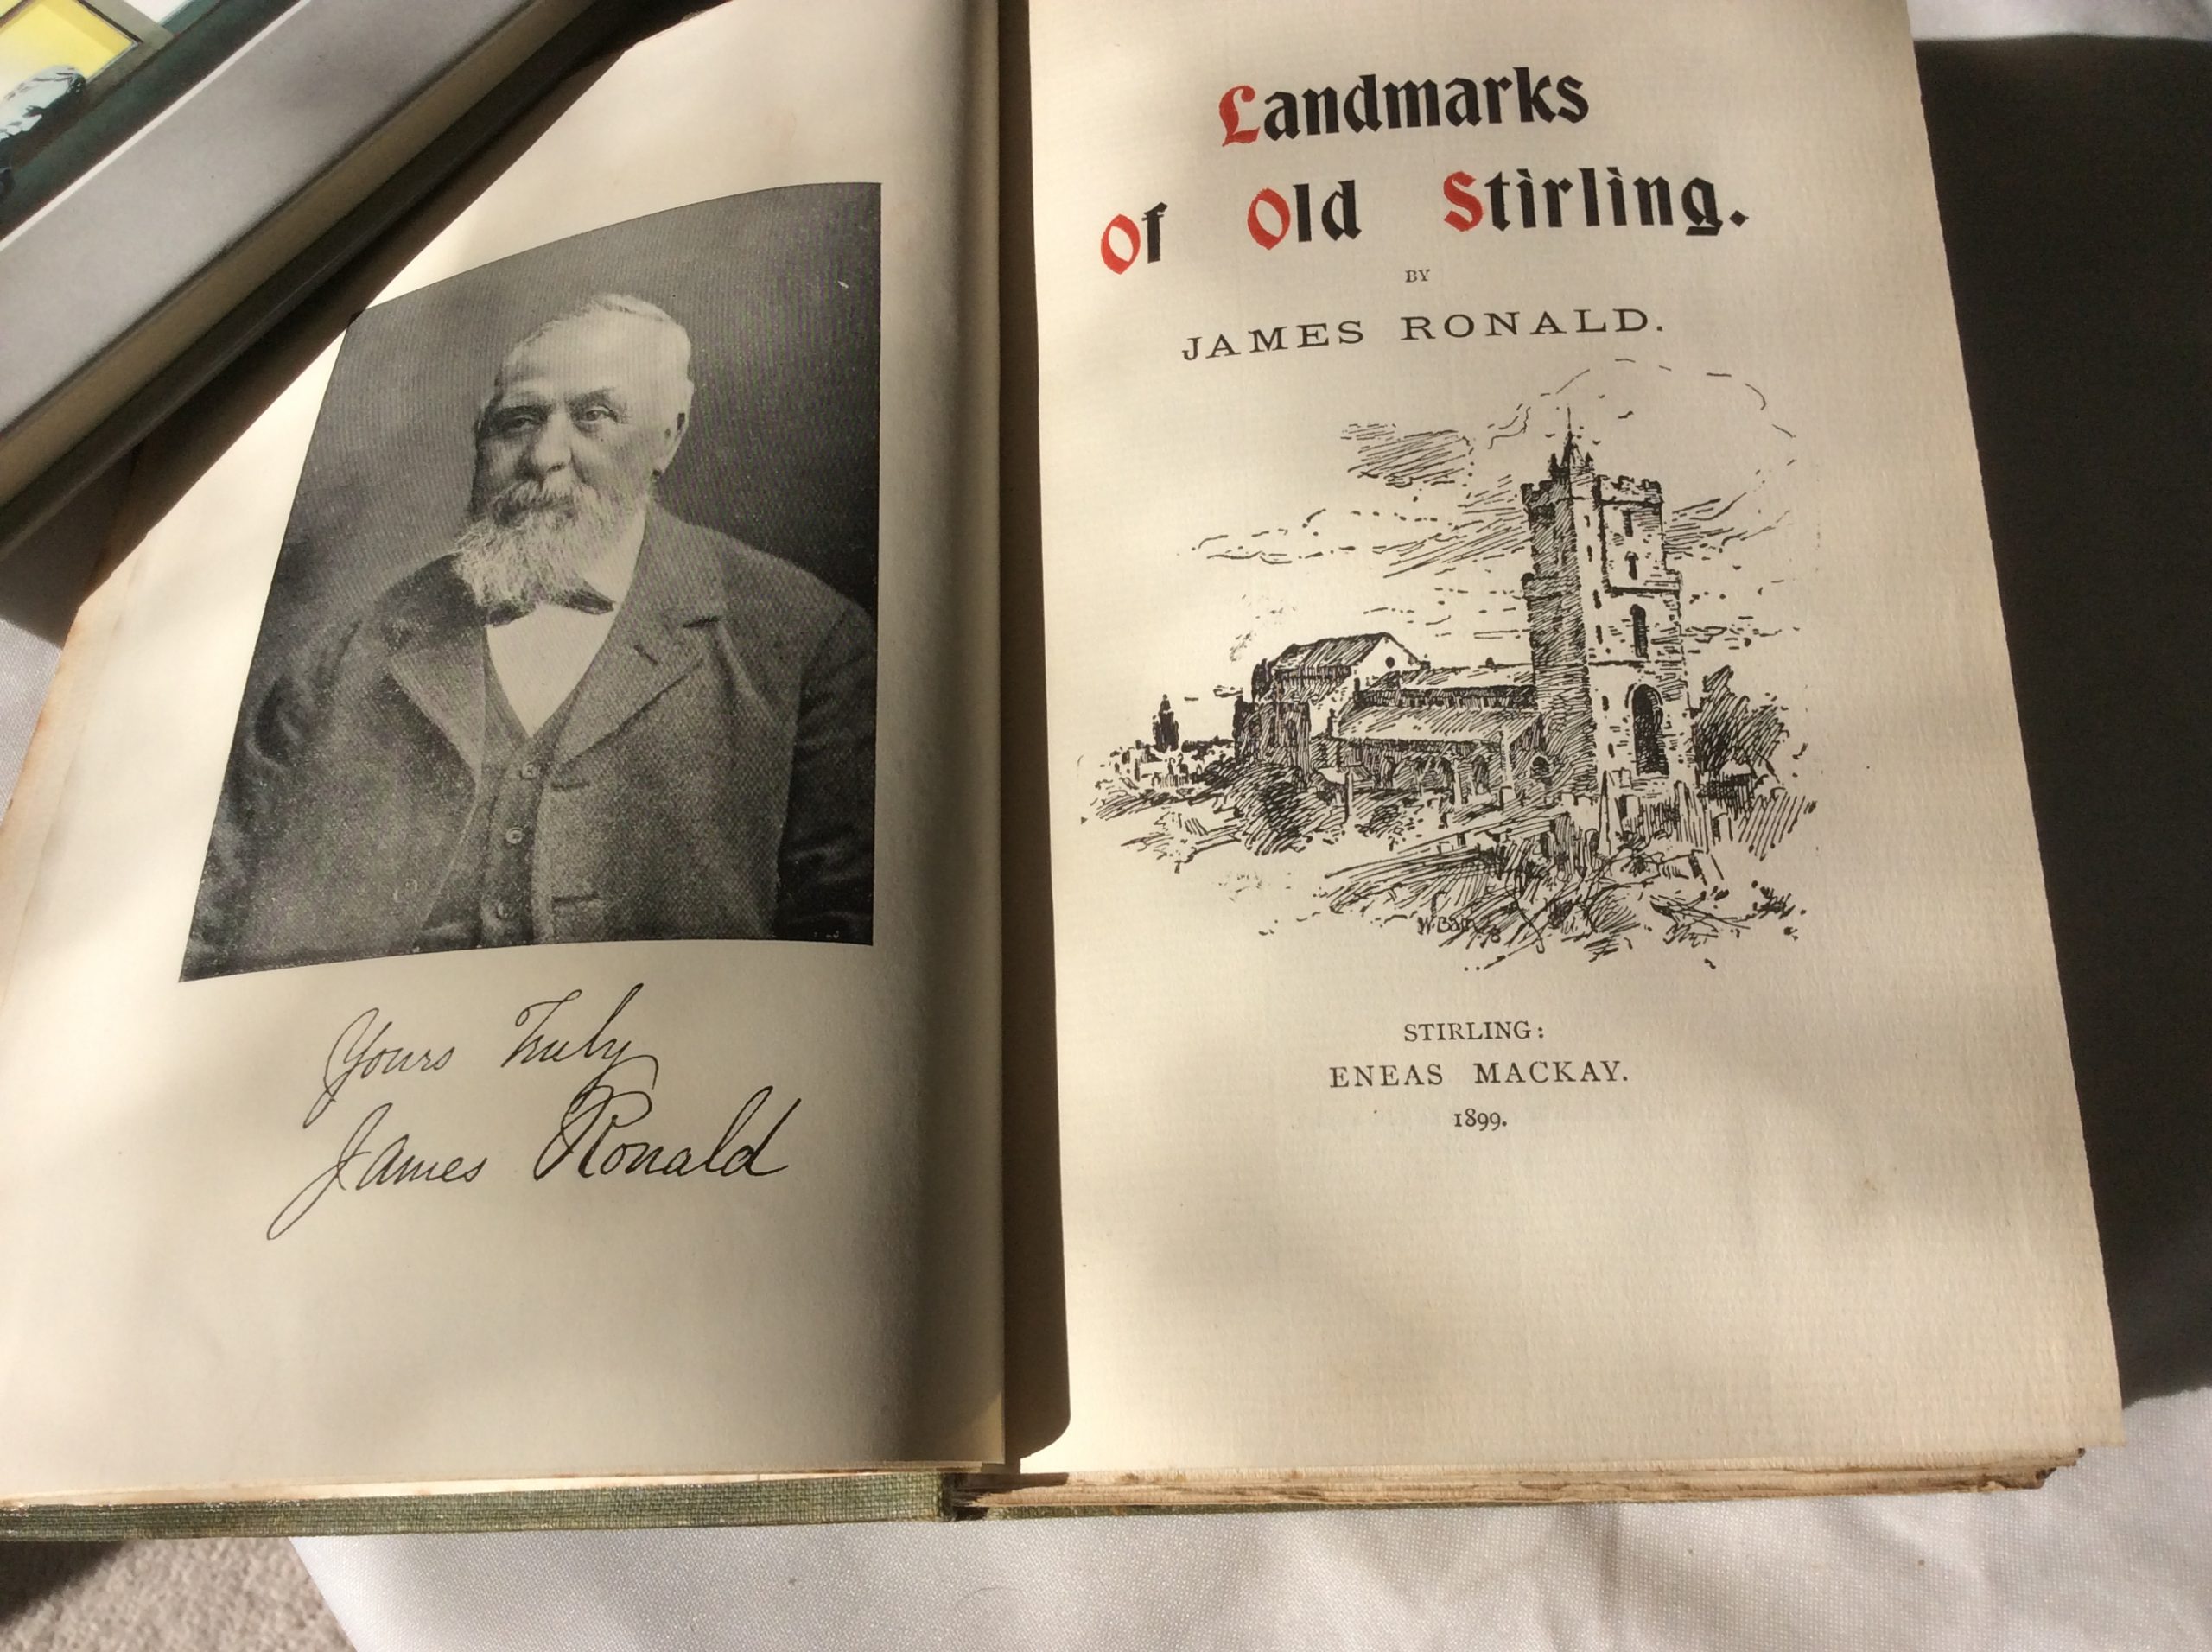 Yours Truly
James Ronald
Landmarks
Of Old Stirling.
BY
JAMES RONALD.
STIRLING:
ENEAS MACKAY.
1899.